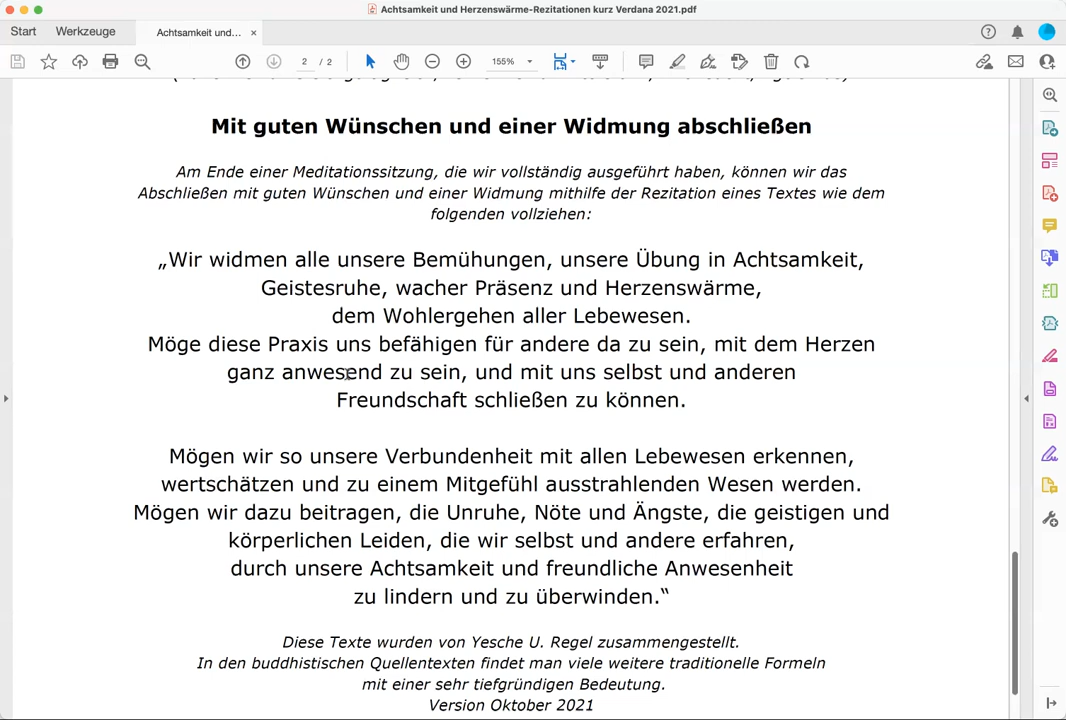 Achtsamkeit und Herzenswärme-Rezitationen kurz Verdana 2021.pdf
Start Werkzeuge Achtsamkeit und... ×
2 / 2 155%
Mit guten Wünschen und einer Widmung abschließen
Am Ende einer Meditationssitzung, die wir vollständig ausgeführt haben, können wir das
Abschließen mit guten Wünschen und einer Widmung mithilfe der Rezitation eines Textes wie dem
folgenden vollziehen:
„Wir widmen alle unsere Bemühungen, unsere Übung in Achtsamkeit,
Geistesruhe, wacher Präsenz und Herzenswärme,
dem Wohlergehen aller Lebewesen.
Möge diese Praxis uns befähigen für andere da zu sein, mit dem Herzen
ganz anwesend zu sein, und mit uns selbst und anderen
Freundschaft schließen zu können.
Mögen wir so unsere Verbundenheit mit allen Lebewesen erkennen,
wertschätzen und zu einem Mitgefühl ausstrahlenden Wesen werden.
Mögen wir dazu beitragen, die Unruhe, Nöte und Ängste, die geistigen und
körperlichen Leiden, die wir selbst und andere erfahren,
durch unsere Achtsamkeit und freundliche Anwesenheit
zu lindern und zu überwinden.“
Diese Texte wurden von Yesche U. Regel zusammengestellt.
In den buddhistischen Quellentexten findet man viele weitere traditionelle Formeln
mit einer sehr tiefgründigen Bedeutung.
Version Oktober 2021